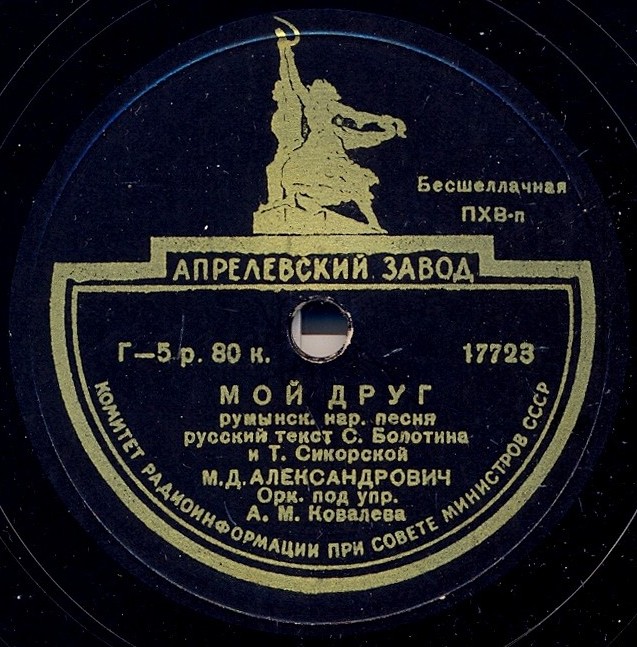 Бесшеллачная
ПХВ-п
АПРЕЛЕВСКИЙ ЗАВОД
Г—5 р. 80 к.
17723
МОЙ ДРУГ
румынск. нар. песня
русский текст С. Болотина
и Т. Сикорской
М. Д. АЛЕКСАНДРОВИЧ
Орк. под упр.
А. М. Ковалева
КОМИТЕТ РАДИОИНФОРМАЦИИ ПРИ СОВЕТЕ МИНИСТРОВ СССР